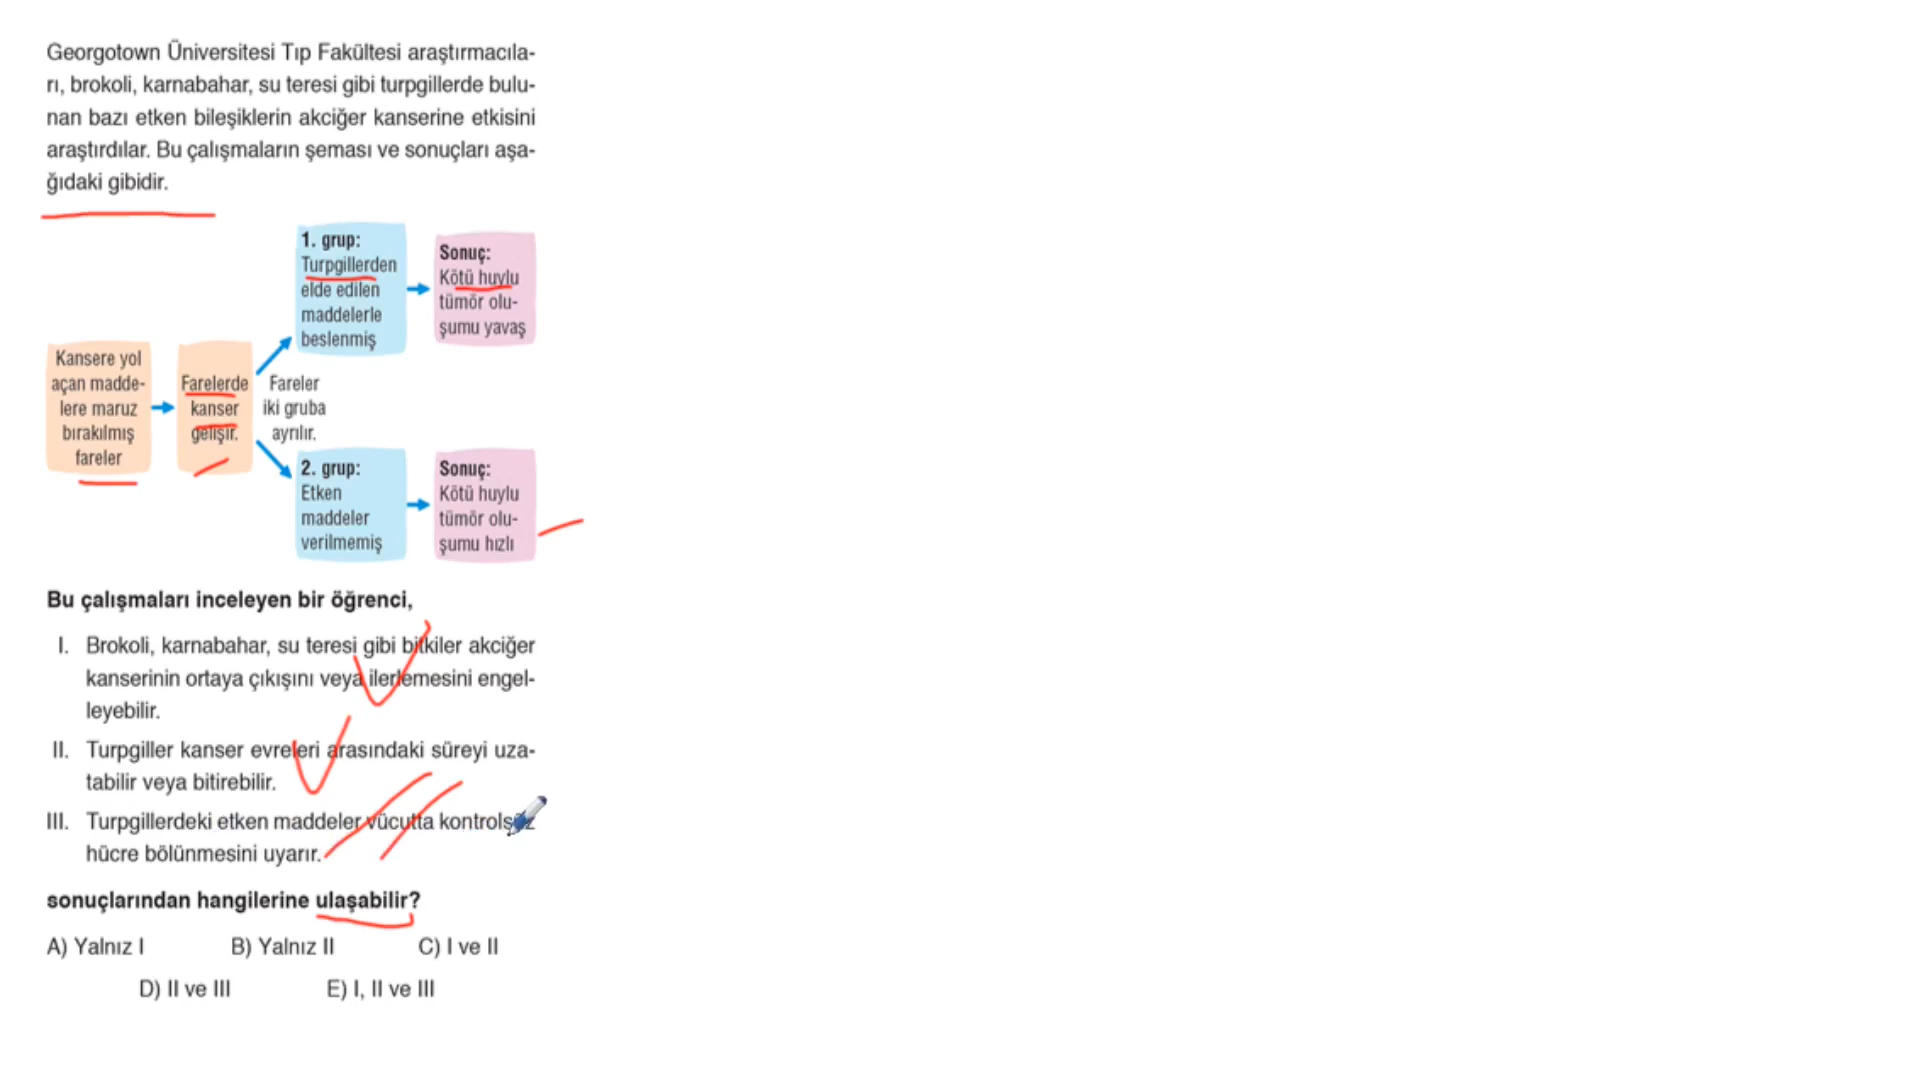 Georgotown Üniversitesi Tıp Fakültesi araştırmacıla-
rı, brokoli, karnabahar, su teresi gibi turpgillerde bulu-
nan bazı etken bileşiklerin akciğer kanserine etkisini
araştırdılar. Bu çalışmaların şeması ve sonuçları aşa-
ğıdaki gibidir.
Kansere yol
açan madde-
lere maruz
bırakılmış
fareler
Farelerde
kanser
gelişir.
Fareler
iki gruba
ayrılır.
1. grup:
Turpgillerden
elde edilen
maddelerle
beslenmiş
Sonuç:
Kötü huylu
tümör olu-
şumu yavaş
2. grup:
Etken
maddeler
verilmemiş
Sonuç:
Kötü huylu
tümör olu-
şumu hızlı
Bu çalışmaları inceleyen bir öğrenci,
I. Brokoli, karnabahar, su teresi gibi bitkiler akciğer
kanserinin ortaya çıkışını veya ilerlemesini engel-
leyebilir.
II. Turpgiller kanser evreleri arasındaki süreyi uza-
tabilir veya bitirebilir.
III. Turpgillerdeki etken maddeler vücutta kontrolsüz
hücre bölünmesini uyarır.
sonuçlarından hangilerine ulaşabilir?
A) Yalnız I B) Yalnız II C) I ve II
D) II ve III E) I, II ve III